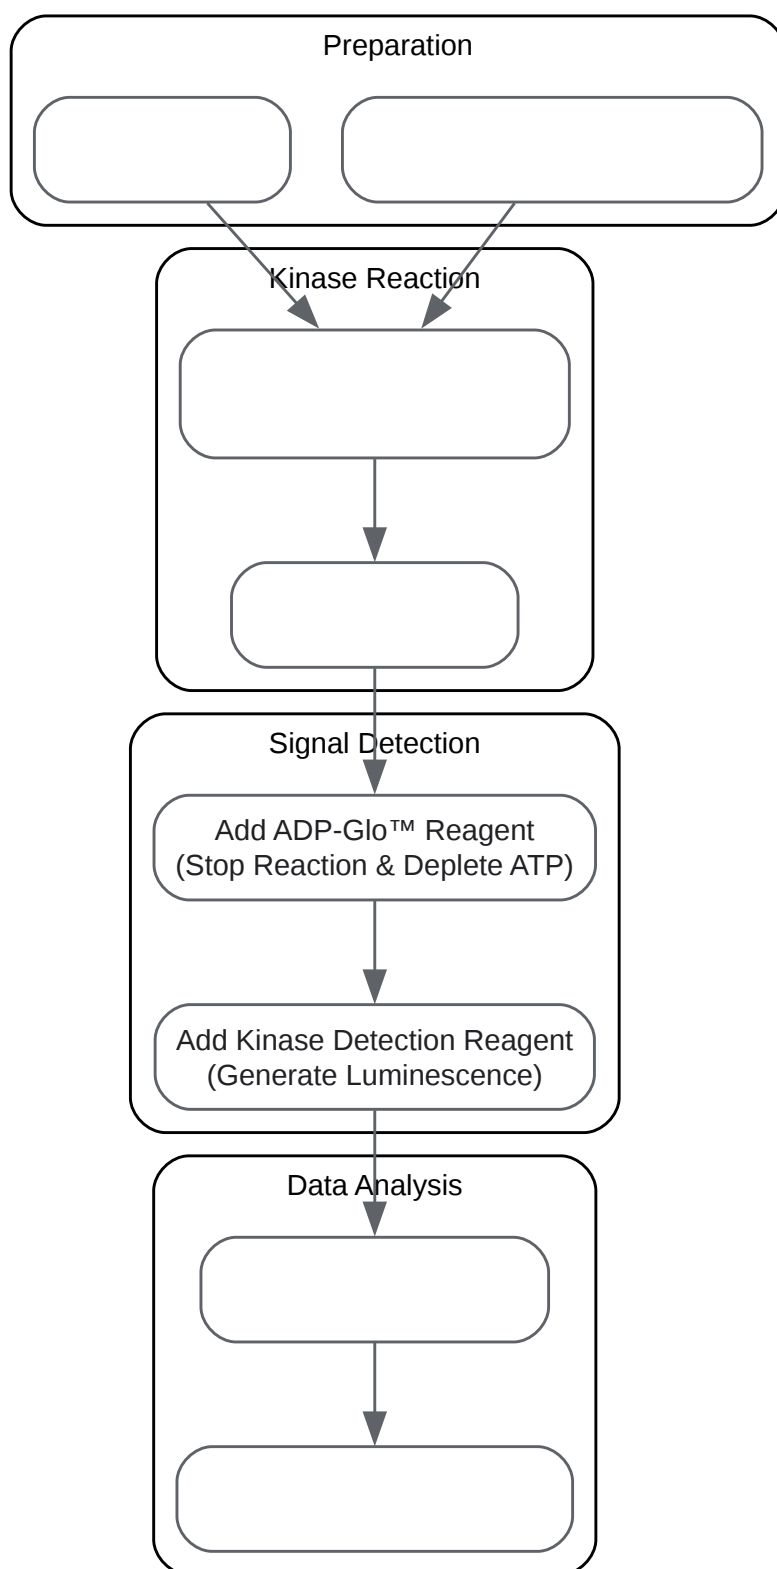 Preparation
Kinase Reaction
Signal Detection
Add ADP-Glo™ Reagent
(Stop Reaction & Deplete ATP)
Add Kinase Detection Reagent
(Generate Luminescence)
Data Analysis